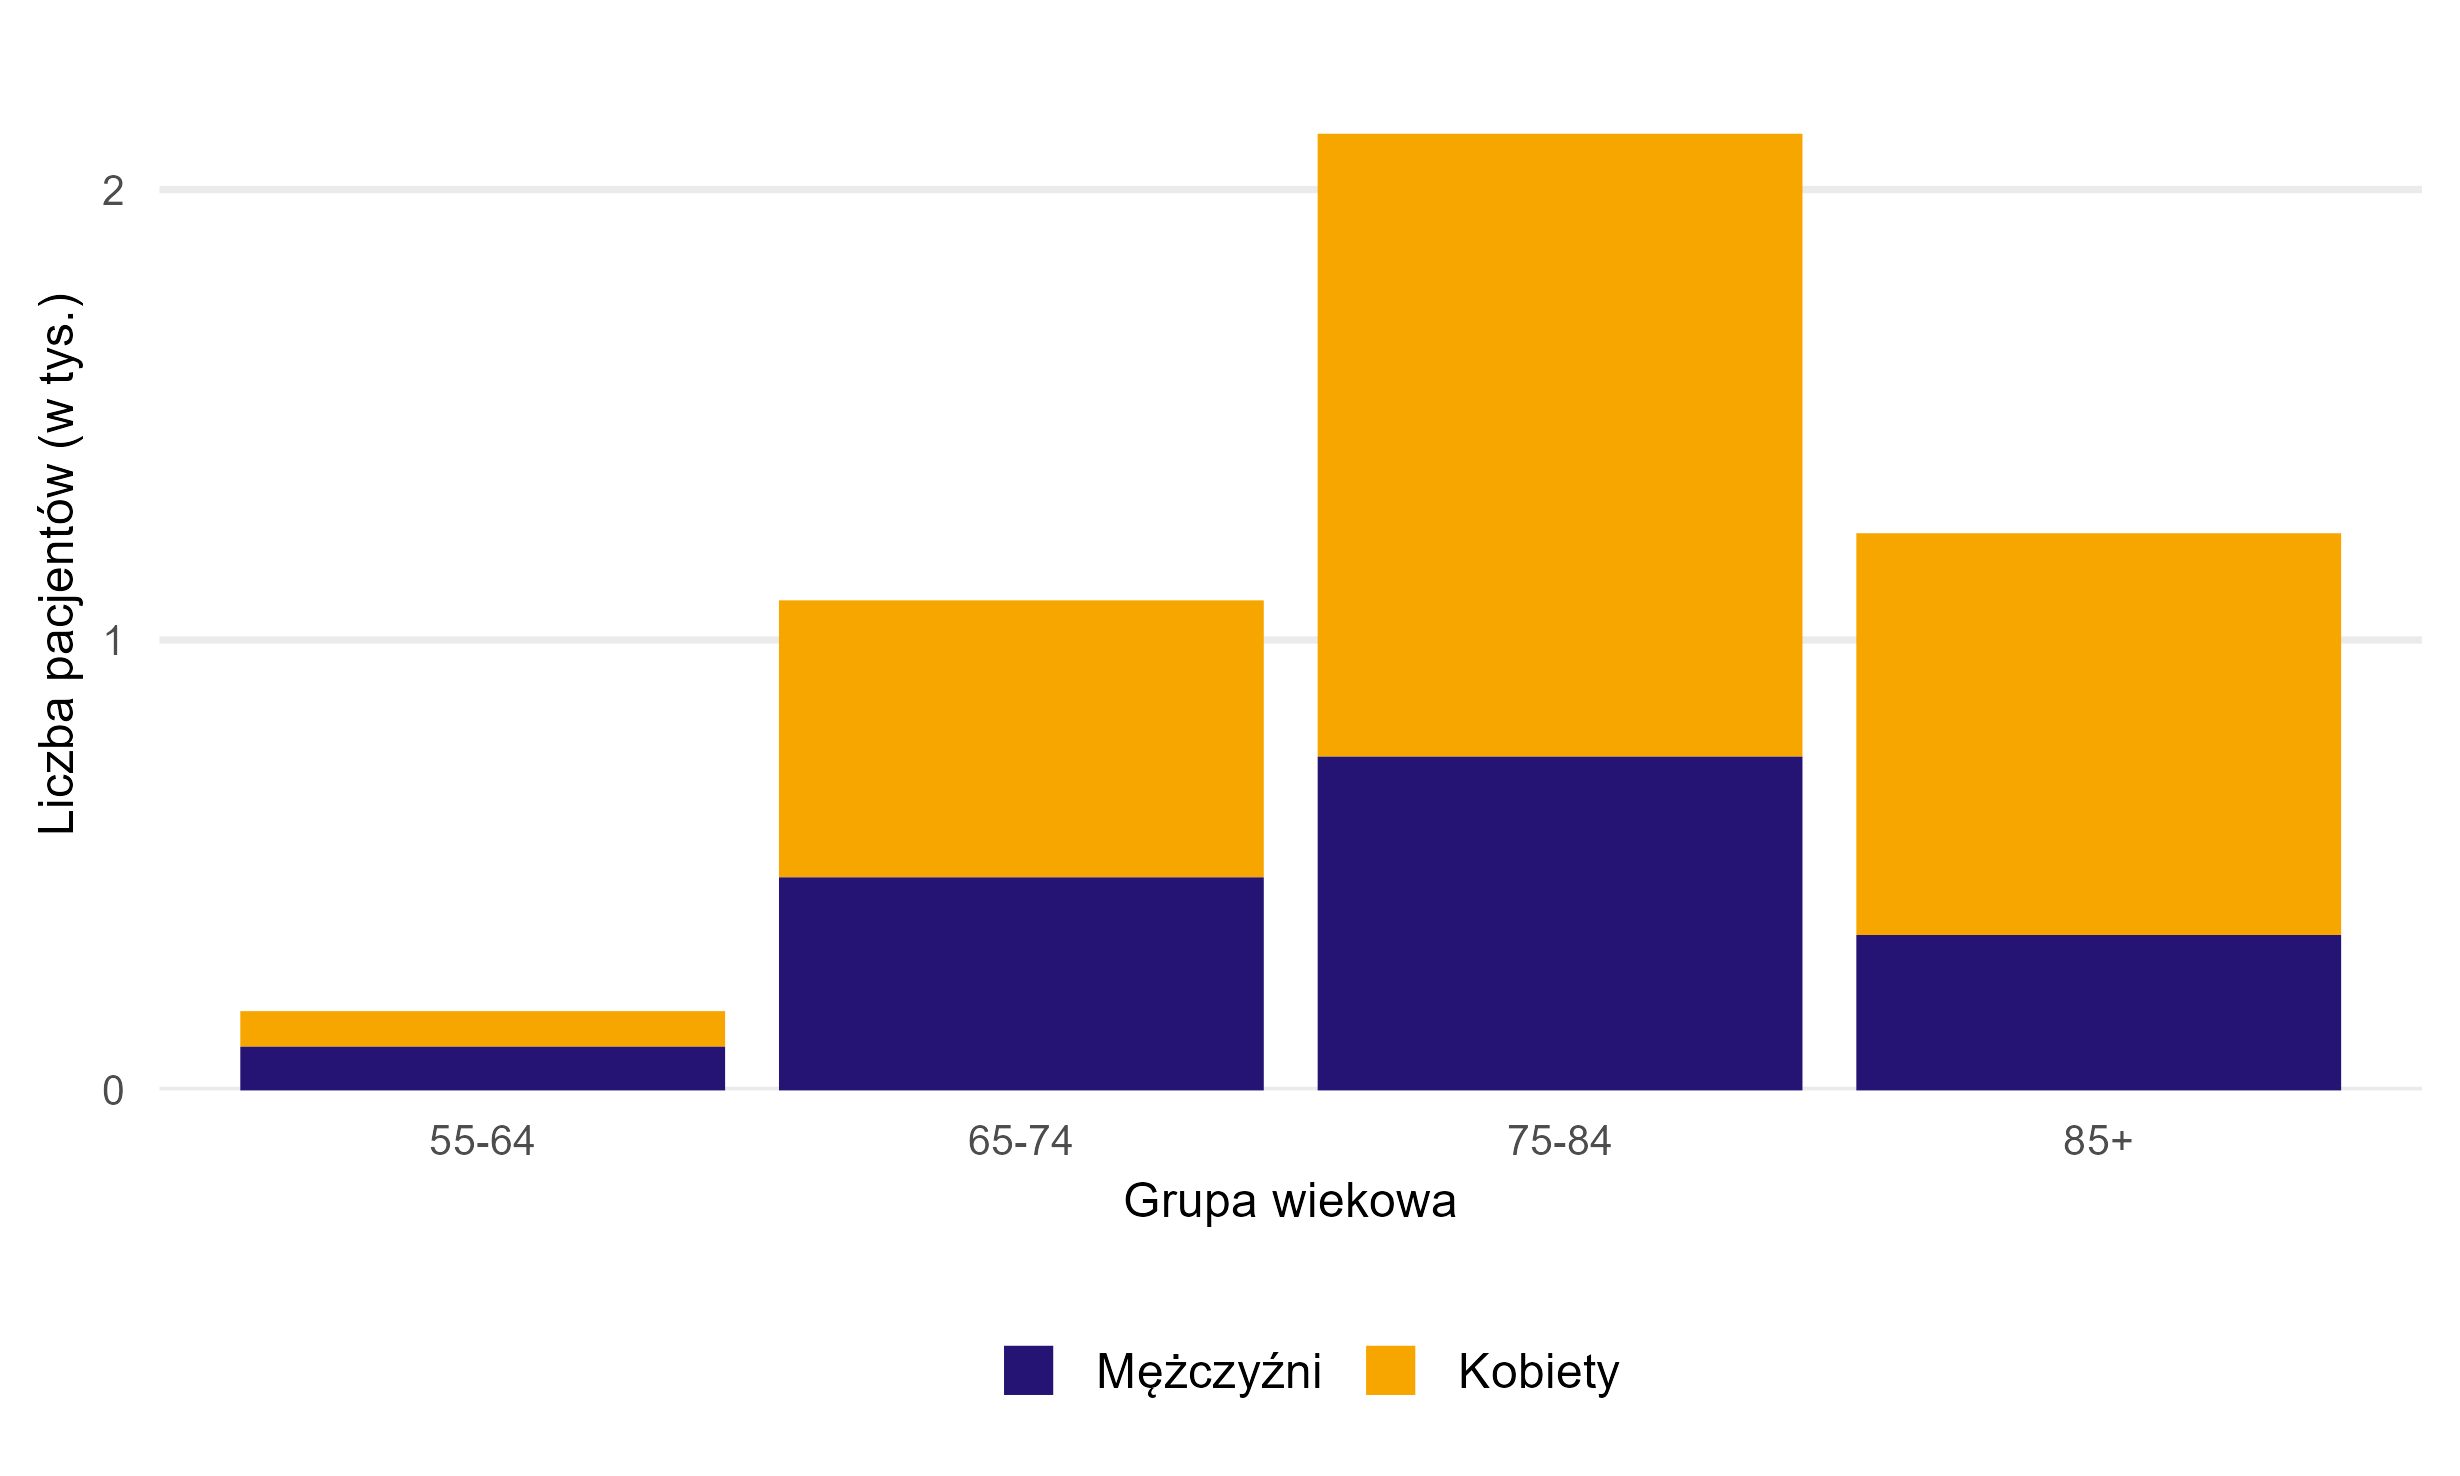 Liczba pacjentów (w tys.)
2
1
0
55-64 65-74 75-84 85+
Grupa wiekowa
Mężczyźni Kobiety